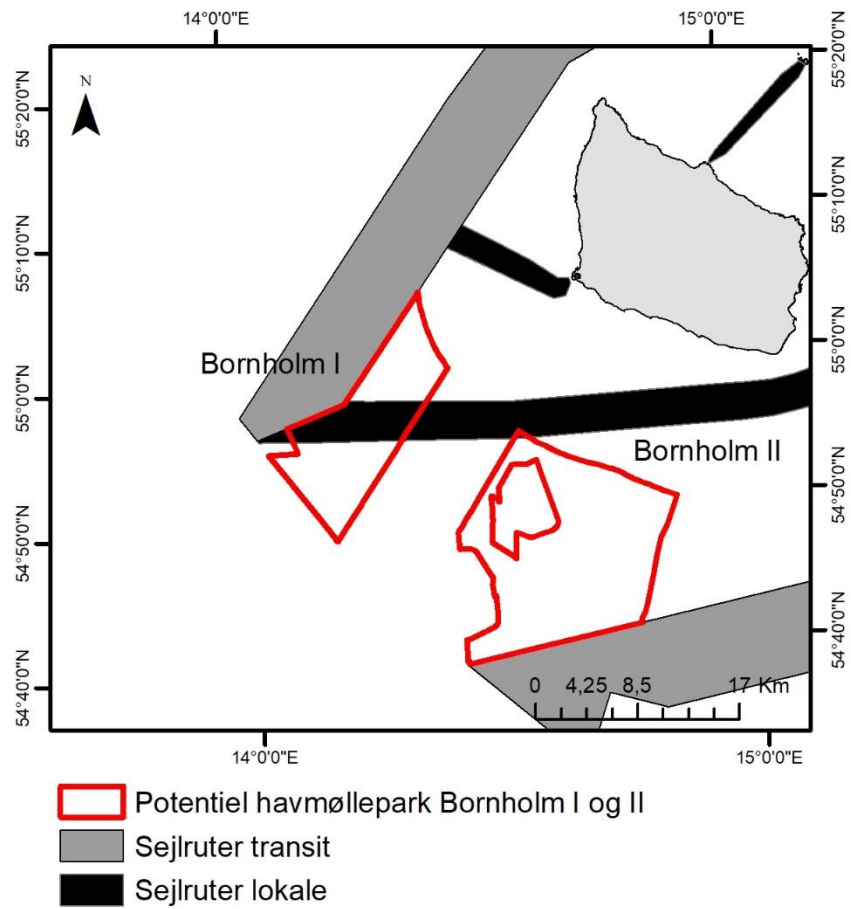 14°0'0"E 15°0'0"E
N
55°20'0"N
55°20'0"N
55°10'0"N
55°10'0"N
55°0'0"N
Bornholm I
55°0'0"N
Bornholm II
54°50'0"N
54°50'0"N
54°40'0"N
54°40'0"N
0 4,25 8,5 17 Km
14°0'0"E 15°0'0"E
Potentiel havmøllepark Bornholm I og II
Sejlruter transit
Sejlruter lokale